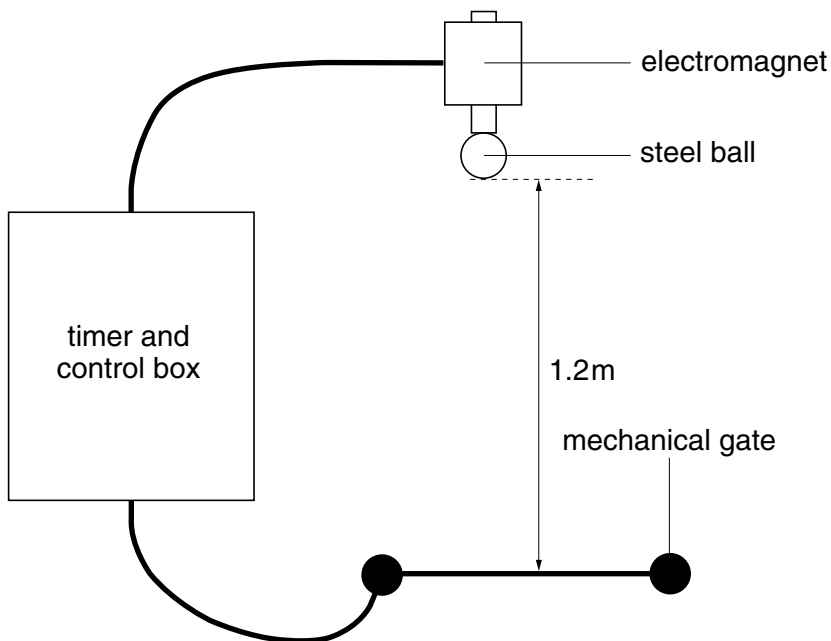 electromagnet
steel ball
timer and
control box
1.2m
mechanical gate